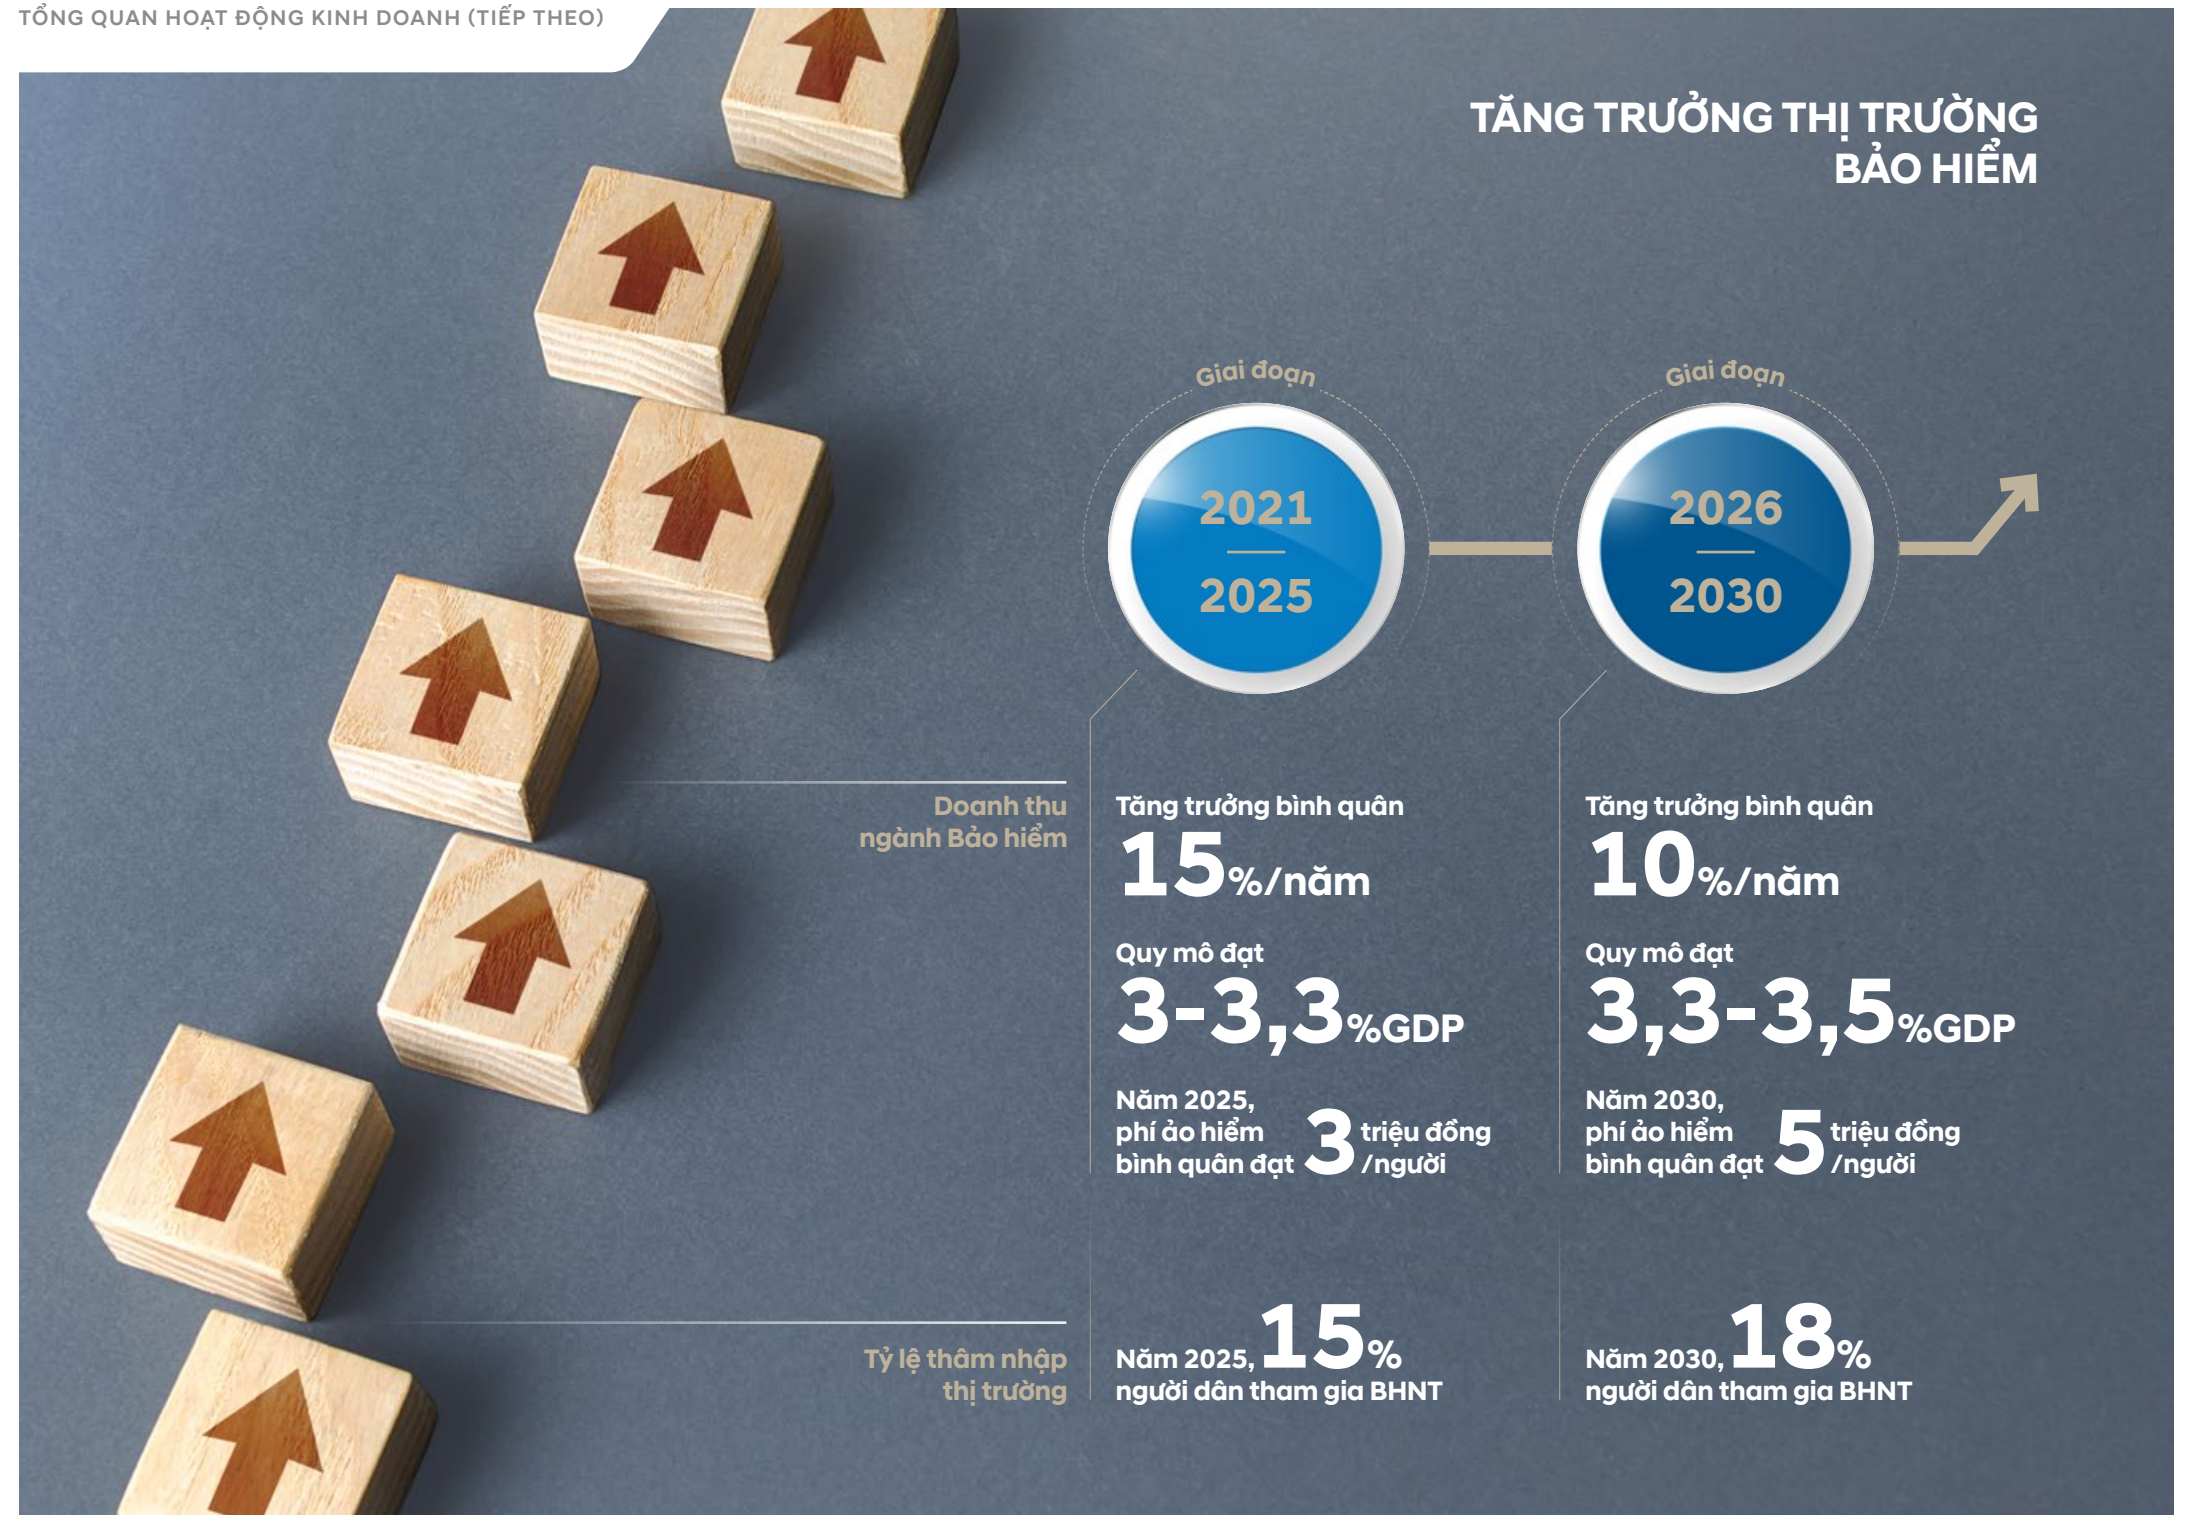 TỔNG QUAN HOẠT ĐỘNG KINH DOANH (TIẾP THEO)
TĂNG TRƯỞNG THỊ TRƯỜNG
BẢO HIỂM
Giai đoạn
2021
2025
Giai đoạn
2026
2030
Doanh thu
ngành Bảo hiểm
Tăng trưởng bình quân
15%/năm
Quy mô đạt
3-3,3%GDP
Năm 2025,
phí ảo hiểm
bình quân đạt 3 triệu đồng
/người
Tăng trưởng bình quân
10%/năm
Quy mô đạt
3,3-3,5%GDP
Năm 2030,
phí ảo hiểm
bình quân đạt 5 triệu đồng
/người
Tỷ lệ thâm nhập
thị trường
Năm 2025, 15%
người dân tham gia BHNT
Năm 2030, 18%
người dân tham gia BHNT